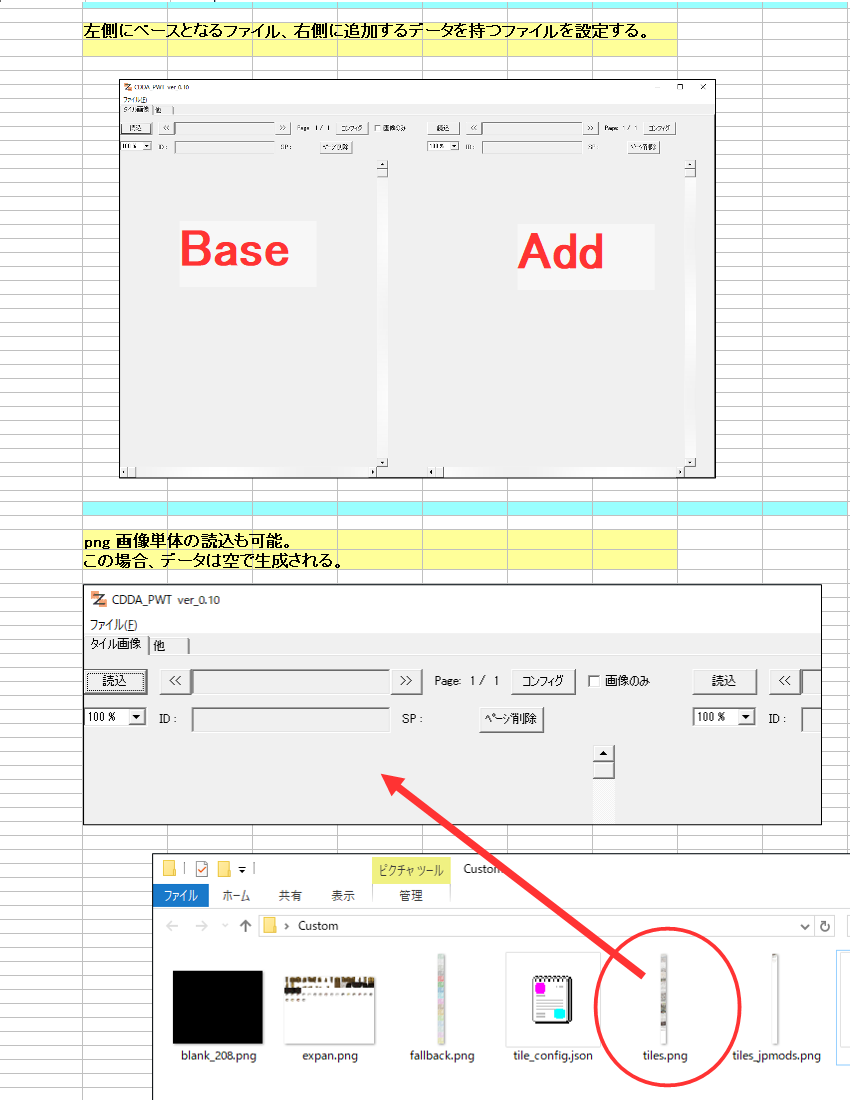 左側にベースとなるファイル、右側に追加するデータを持つファイルを設定する。
CDDA_PWT ver_0.10
ファイル(F)
タイル画像 他
読込 << >> Page: 1 / 1 コンフィグ 画像のみ 読込 << >> Page: 1 / 1 コンフィグ
100 % ID : SP : ページ削除 100 % ID : SP : ページ削除
Base Add
png 画像単体の読込も可能。
この場合、データは空で生成される。
CDDA_PWT ver_0.10
ファイル(F)
タイル画像 他
読込 << >> Page: 1 / 1 コンフィグ 画像のみ 読込 <<
100 % ID : SP : ページ削除 100 % ID :
ピクチャ ツール Custom
ファイル ホーム 共有 表示 管理
Custom
blank_208.png expan.png fallback.png tile_config.json tiles.png tiles_jpmods.png